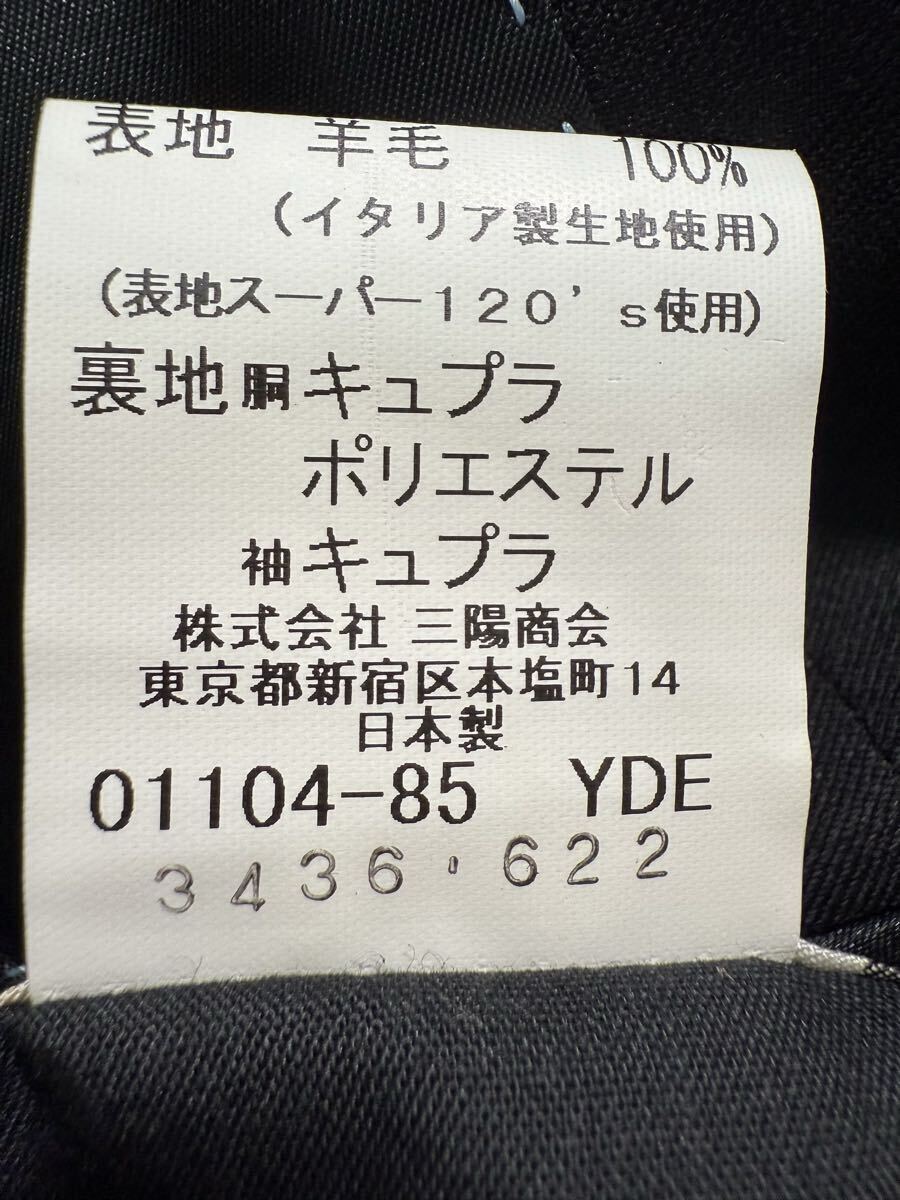 表地 羊毛 100%
(イタリア製生地使用)
(表地スーパー120's使用)
裏地 胴 キュプラ
ポリエステル
袖 キュプラ
株式会社 三陽商会
東京都新宿区本塩町14
日本製
01104-85 YDE
3436・622